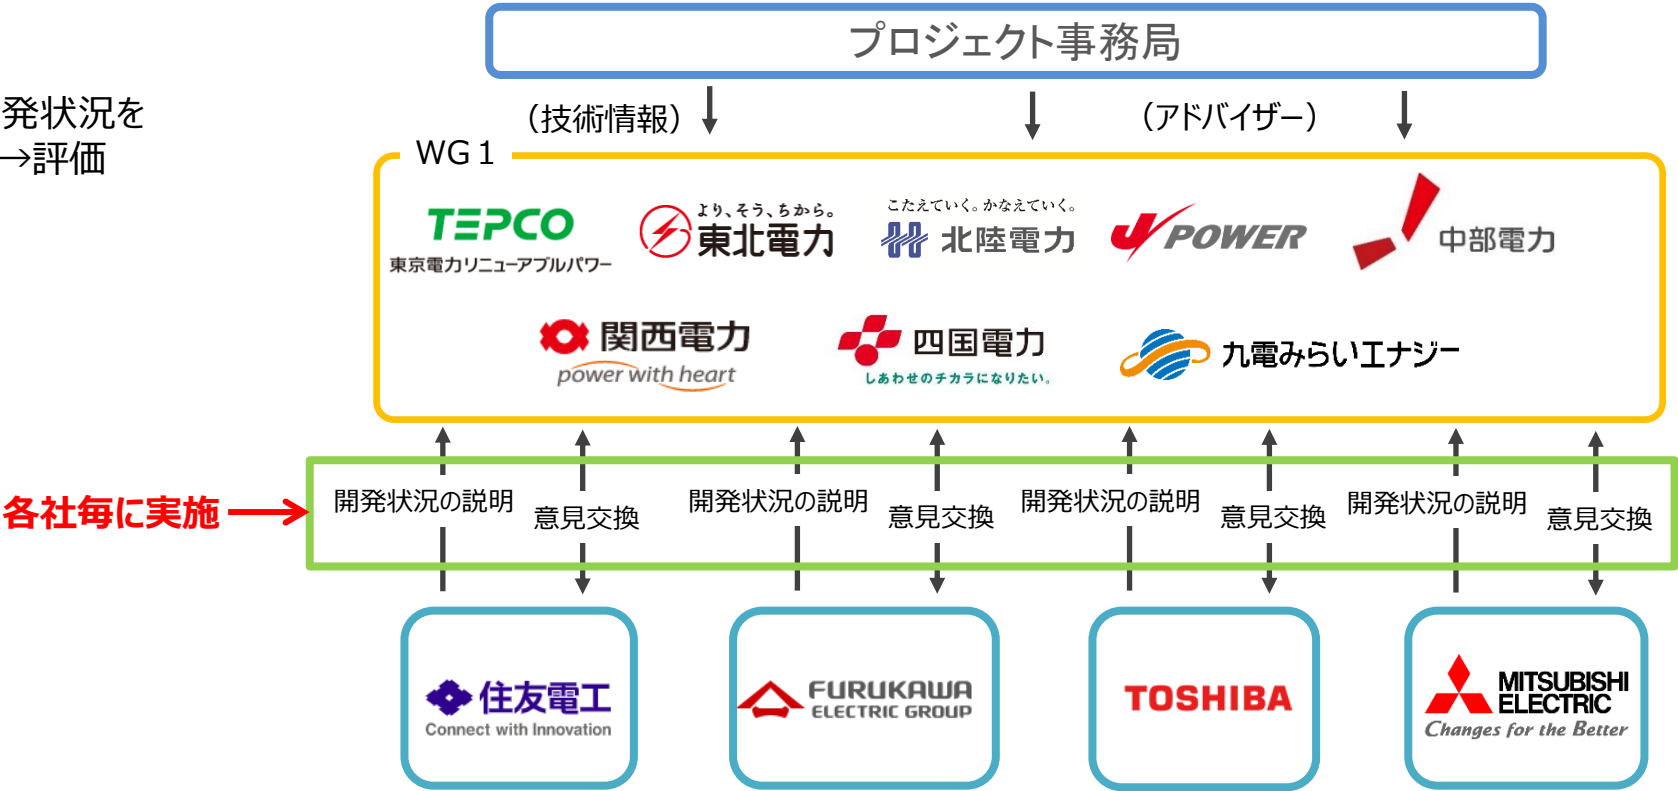 プロジェクト事務局
発状況を
→評価
（技術情報）
（アドバイザー）
WG１
TEPCO
東京電力リニューアブルパワー
より、そう、ちから。
東北電力
こたえていく。かなえていく。
北陸電力
J POWER
中部電力
関西電力
power with heart
四国電力
しあわせのチカラになりたい。
九電みらいエナジー
各社毎に実施
開発状況の説明
意見交換
開発状況の説明
意見交換
開発状況の説明
意見交換
開発状況の説明
意見交換
住友電工
Connect with Innovation
FURUKAWA
ELECTRIC GROUP
TOSHIBA
MITSUBISHI
ELECTRIC
Changes for the Better